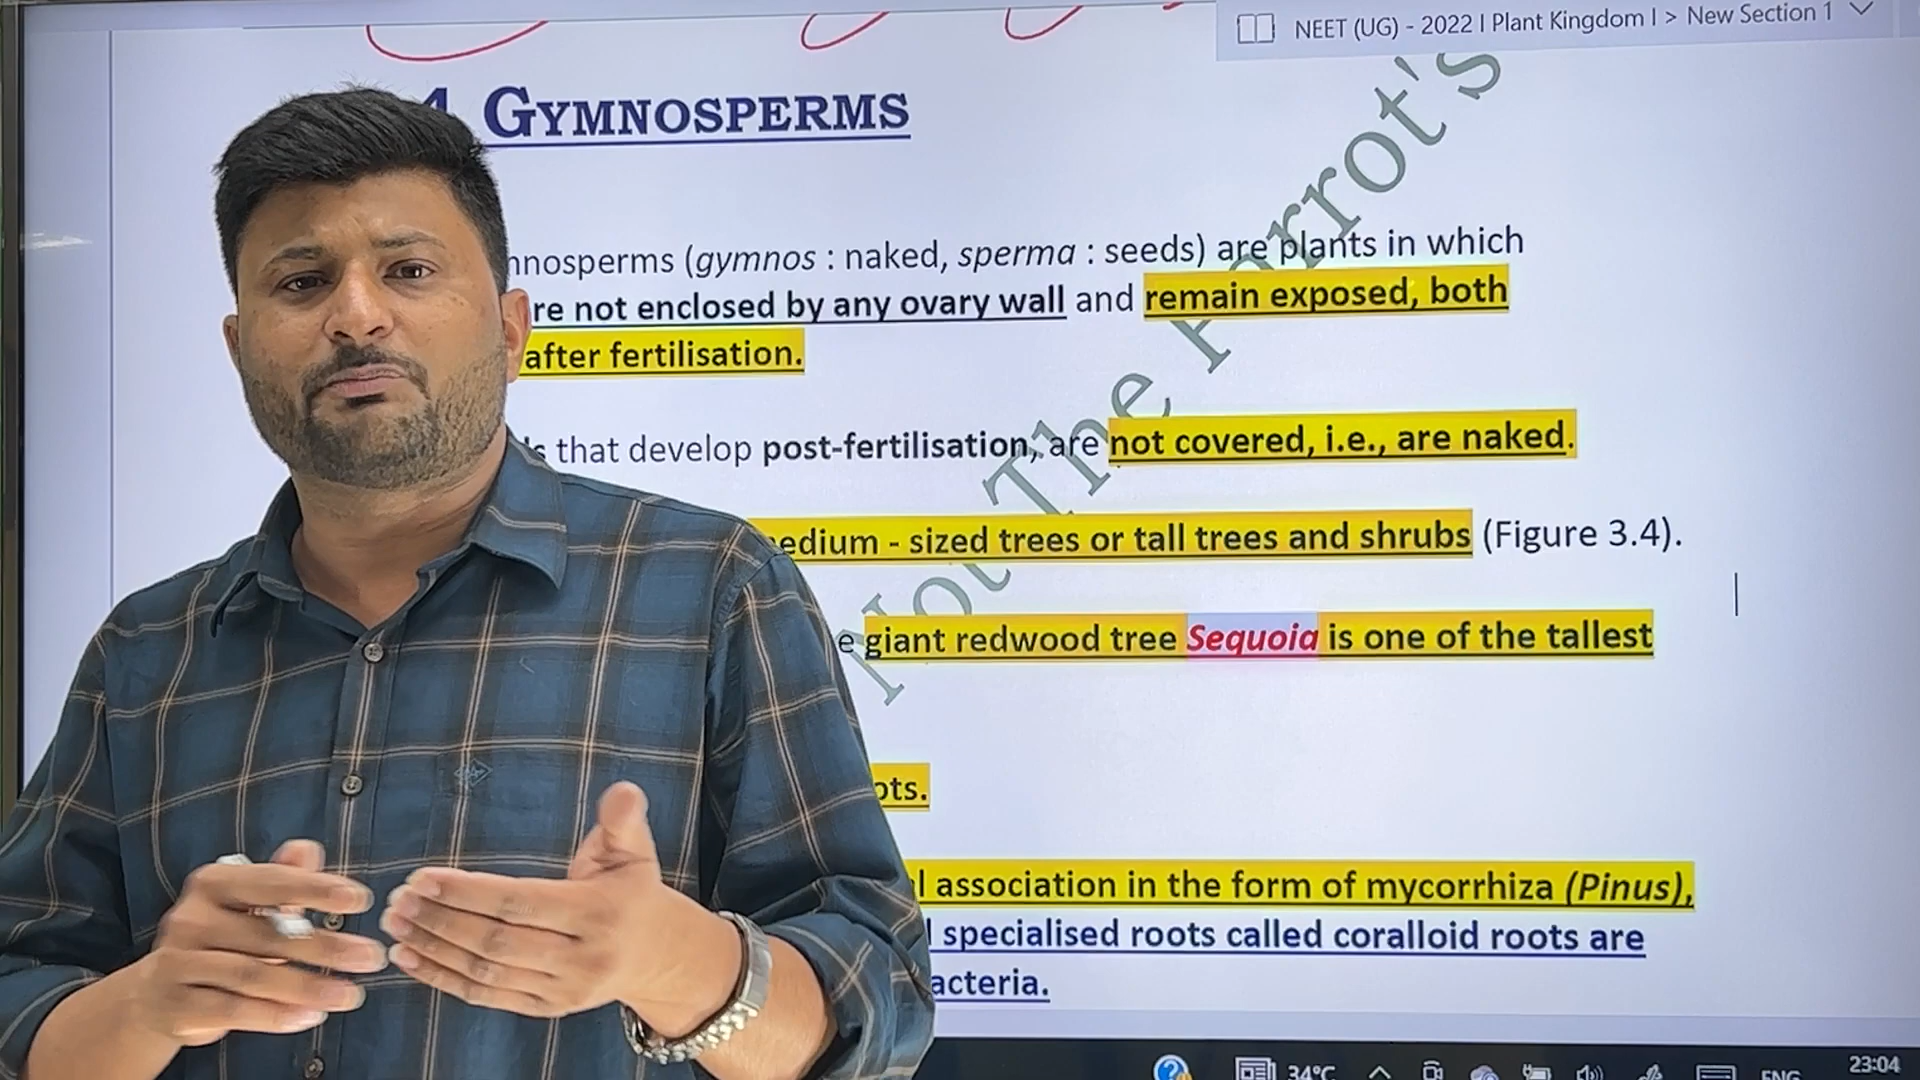 NEET (UG) - 2022 I Plant Kingdom I > New Section 1
4 GYMNOSPERMS
nnosperms (gymnos : naked, sperma : seeds) are plants in which
re not enclosed by any ovary wall and remain exposed, both
after fertilisation.
s that develop post-fertilisation, are not covered, i.e., are naked.
edium - sized trees or tall trees and shrubs (Figure 3.4).
e giant redwood tree Sequoia is one of the tallest
ots.
l association in the form of mycorrhiza (Pinus),
specialised roots called coralloid roots are
acteria.
Not The Parrot's
34°C ENG 23:04